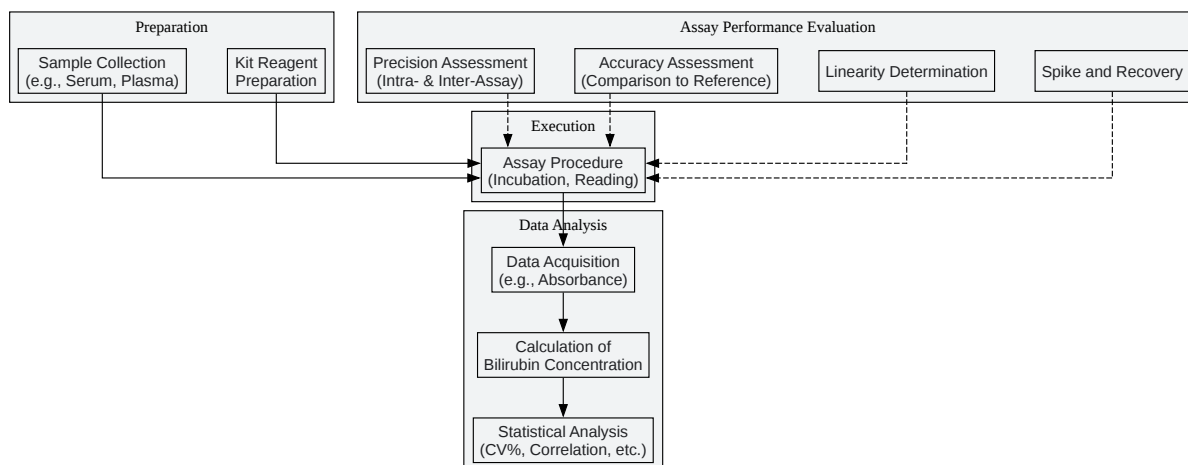 Preparation
Sample Collection
(e.g., Serum, Plasma)
Kit Reagent
Preparation
Assay Performance Evaluation
Precision Assessment
(Intra- & Inter-Assay)
Accuracy Assessment
(Comparison to Reference)
Linearity Determination
Spike and Recovery
Execution
Assay Procedure
(Incubation, Reading)
Data Analysis
Data Acquisition
(e.g., Absorbance)
Calculation of
Bilirubin Concentration
Statistical Analysis
(CV%, Correlation, etc.)